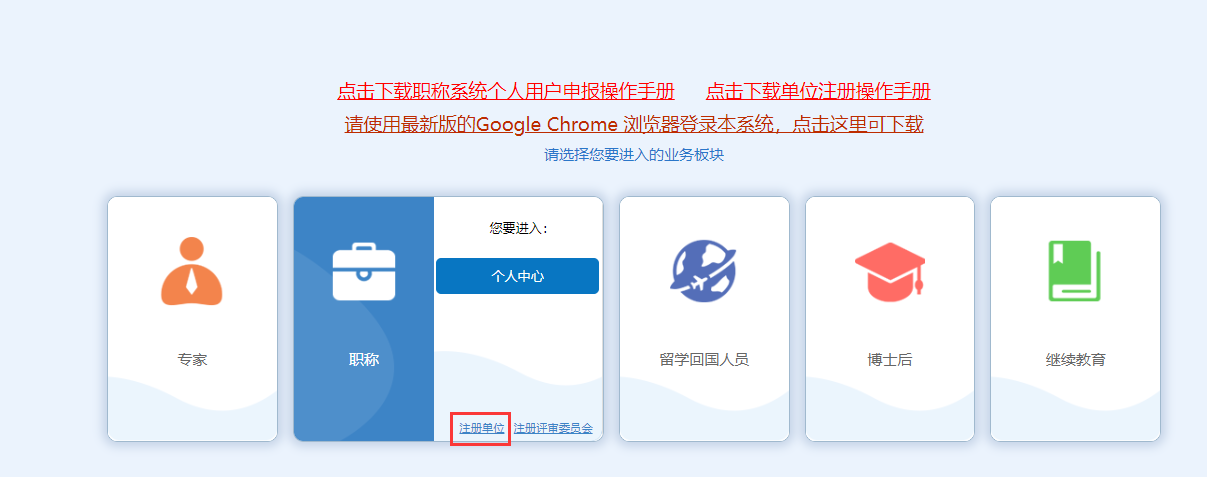 点击下载职称系统个人用户申报操作手册 点击下载单位注册操作手册
请使用最新版的Google Chrome 浏览器登录本系统，点击这里可下载
请选择您要进入的业务板块
专家
职称
您要进入：
个人中心
注册单位 注册评审委员会
留学回国人员
博士后
继续教育